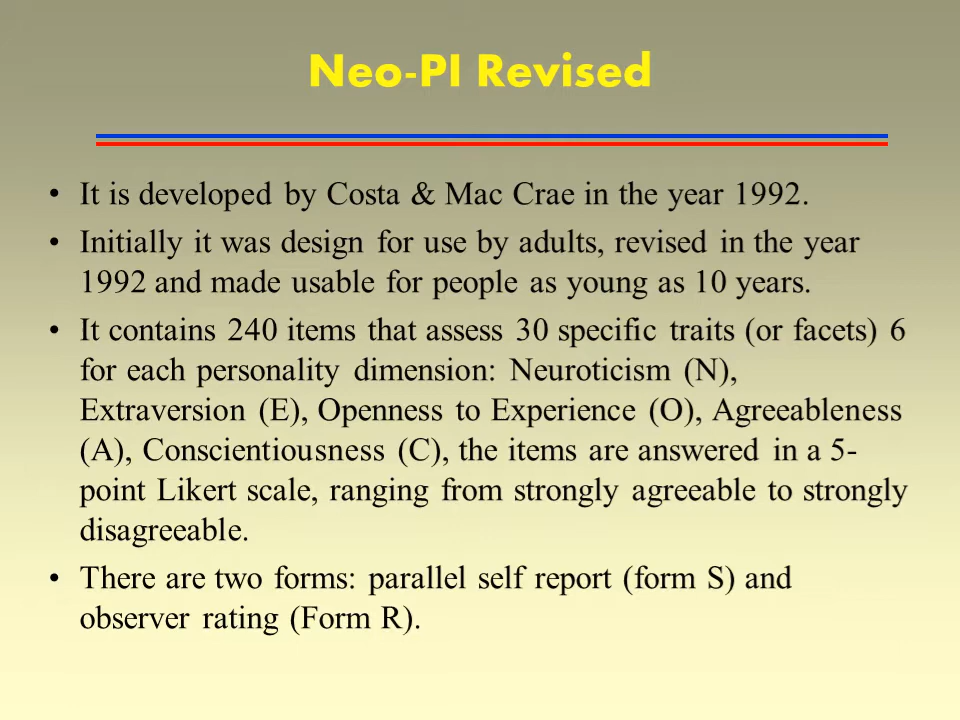 Neo-PI Revised
• It is developed by Costa & Mac Crae in the year 1992.
• Initially it was design for use by adults, revised in the year
1992 and made usable for people as young as 10 years.
• It contains 240 items that assess 30 specific traits (or facets) 6
for each personality dimension: Neuroticism (N),
Extraversion (E), Openness to Experience (O), Agreeableness
(A), Conscientiousness (C), the items are answered in a 5-
point Likert scale, ranging from strongly agreeable to strongly
disagreeable.
• There are two forms: parallel self report (form S) and
observer rating (Form R).